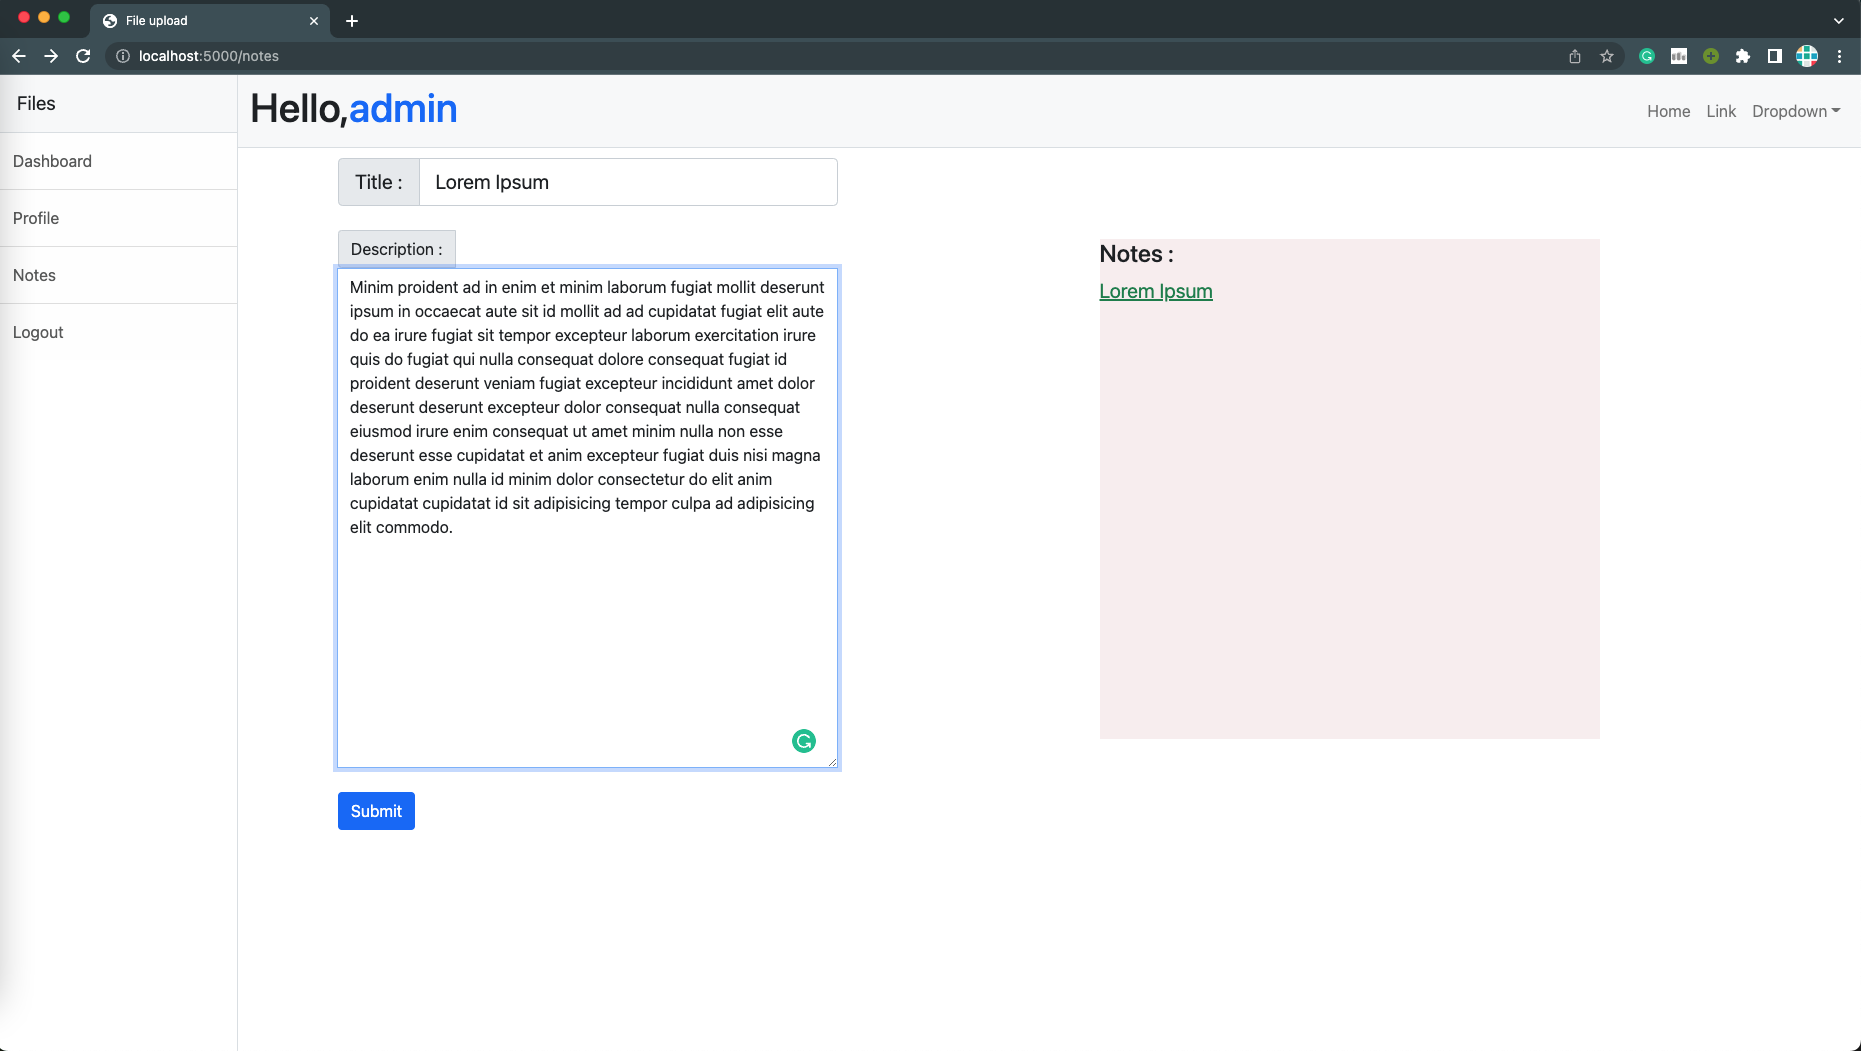 File upload
localhost:5000/notes
Files
Hello,admin
Home Link Dropdown
Dashboard
Profile
Notes
Logout
Title : Lorem Ipsum
Description :
Minim proident ad in enim et minim laborum fugiat mollit deserunt
ipsum in occaecat aute sit id mollit ad ad cupidatat fugiat elit aute
do ea irure fugiat sit tempor excepteur laborum exercitation irure
quis do fugiat qui nulla consequat dolore consequat fugiat id
proident deserunt veniam fugiat excepteur incididunt amet dolor
deserunt deserunt excepteur dolor consequat nulla consequat
eiusmod irure enim consequat ut amet minim nulla non esse
deserunt esse cupidatat et anim excepteur fugiat duis nisi magna
laborum enim nulla id minim dolor consectetur do elit anim
cupidatat cupidatat id sit adipisicing tempor culpa ad adipisicing
elit commodo.
Submit
Notes :
Lorem Ipsum